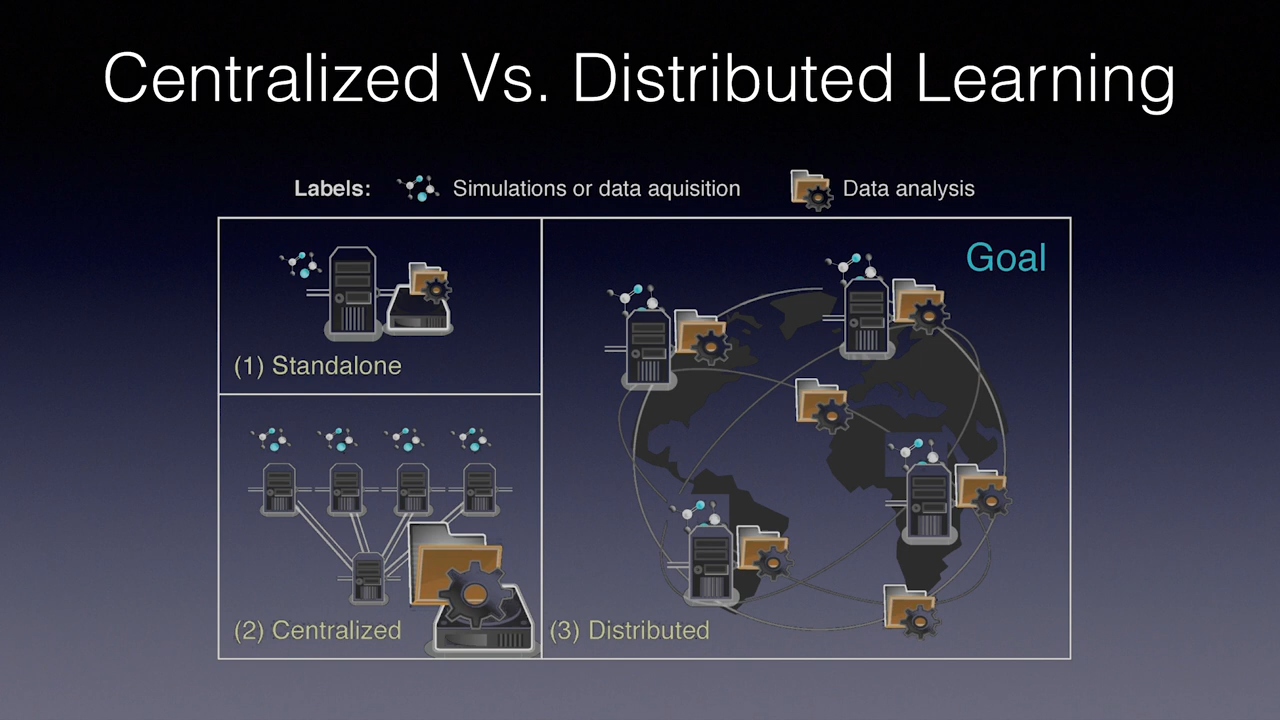 Centralized Vs. Distributed Learning
Labels: Simulations or data aquisition Data analysis
Goal
(1) Standalone
(2) Centralized
(3) Distributed